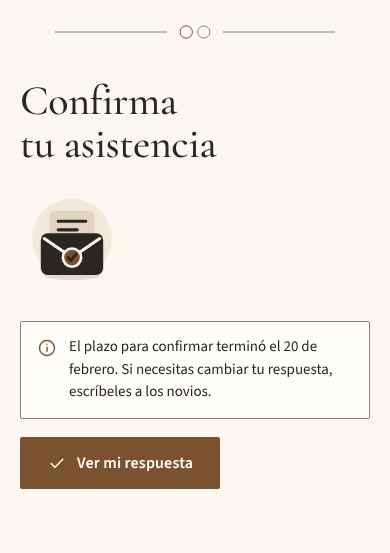 Confirma
tu asistencia
El plazo para confirmar terminó el 20 de
febrero. Si necesitas cambiar tu respuesta,
escríbeles a los novios.
Ver mi respuesta